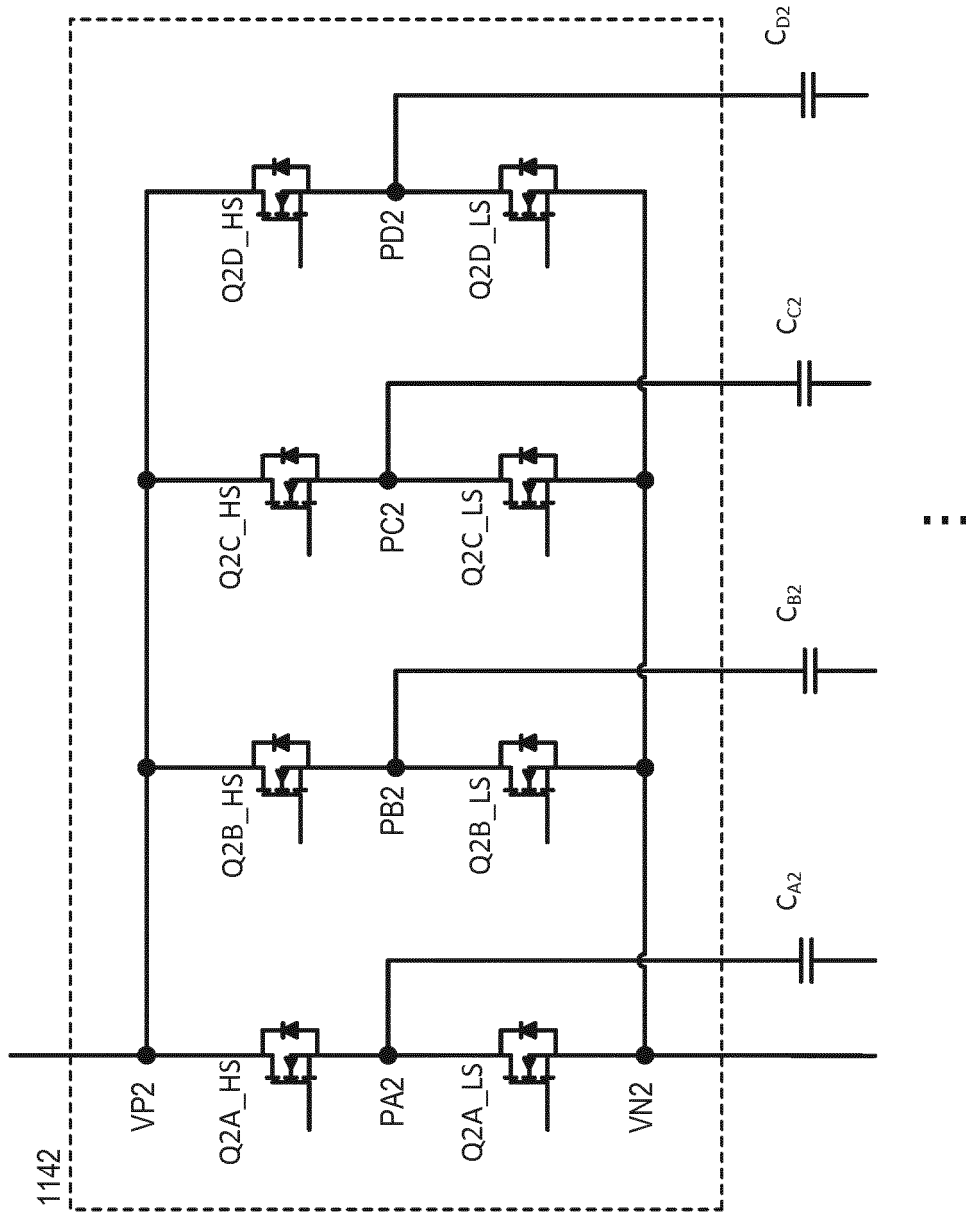 1142
VP2
Q2A_HS
PA2
Q2A_LS
VN2
C_A2
Q2B_HS
PB2
Q2B_LS
C_B2
Q2C_HS
PC2
Q2C_LS
C_C2
Q2D_HS
PD2
Q2D_LS
C_D2